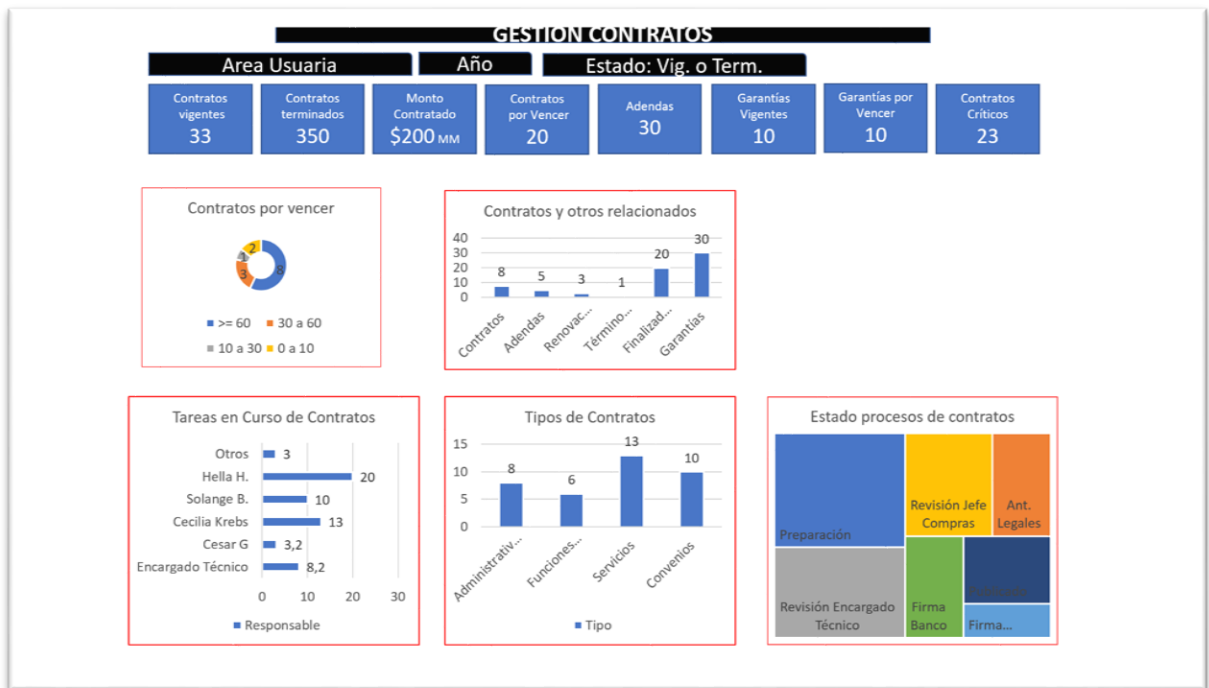 GESTION CONTRATOS
Area Usuaria
Año
Estado: Vig. o Term.
Contratos
vigentes
33
Contratos
terminados
350
Monto
Contratado
$200 MM
Contratos
por Vencer
20
Adendas
30
Garantías
Vigentes
10
Garantías por
Vencer
10
Contratos
Críticos
23
Contratos por vencer
2
1
3
8
>= 60
30 a 60
10 a 30
0 a 10
Contratos y otros relacionados
40
30
20
10
0
8
5
3
1
20
30
Contratos
Adendas
Renovac...
Término...
Finalizad...
Garantías
Tareas en Curso de Contratos
Otros
3
Hella H.
20
Solange B.
10
Cecilia Krebs
13
Cesar G
3,2
Encargado Técnico
8,2
0
10
20
30
Responsable
Tipos de Contratos
15
10
5
0
8
6
13
10
Administrativ...
Funciones...
Servicios
Convenios
Tipo
Estado procesos de contratos
Preparación
Revisión Jefe
Compras
Ant.
Legales
Revisión Encargado
Técnico
Firma
Banco
Firma...